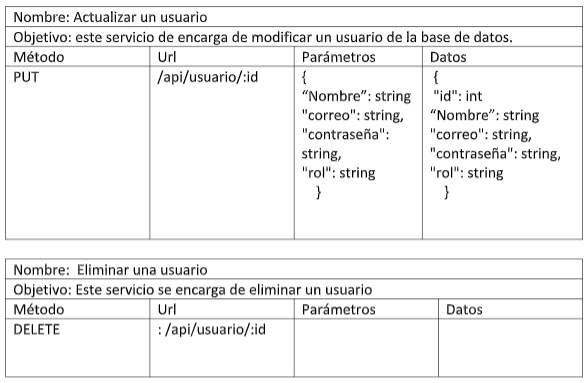 Nombre: Actualizar un usuario
Objetivo: este servicio de encarga de modificar un usuario de la base de datos.
Método Url Parámetros Datos
PUT /api/usuario/:id { {
“Nombre”: string "id": int
"correo": string, “Nombre”: string
"contraseña": "correo": string,
string, "contraseña": string,
"rol": string "rol": string
} }
Nombre: Eliminar una usuario
Objetivo: Este servicio se encarga de eliminar un usuario
Método Url Parámetros Datos
DELETE : /api/usuario/:id